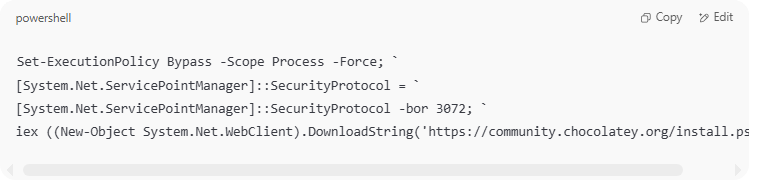 powershell
Copy
Edit
Set-ExecutionPolicy Bypass -Scope Process -Force; `
[System.Net.ServicePointManager]::SecurityProtocol = `
[System.Net.ServicePointManager]::SecurityProtocol -bor 3072; `
iex ((New-Object System.Net.WebClient).DownloadString('https://community.chocolatey.org/install.ps